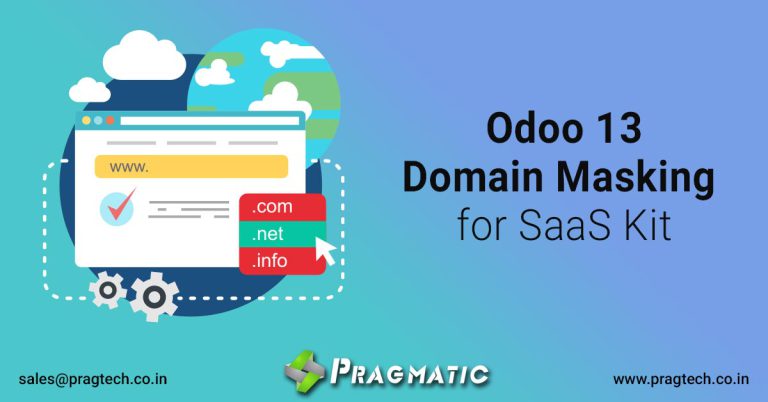 Odoo 13
Domain Masking
for SaaS Kit
www.
.com
.net
.info
sales@pragtech.co.in
PRAGMATIC
www.pragtech.co.in